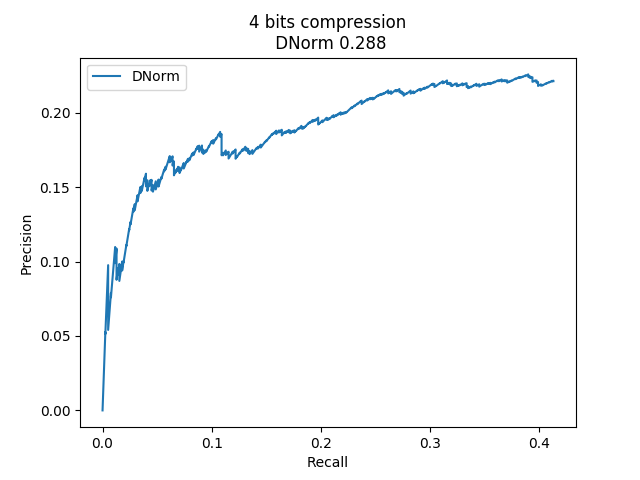 4 bits compression
DNorm 0.288
DNorm
Precision
0.20
0.15
0.10
0.05
0.00
0.0 0.1 0.2 0.3 0.4
Recall